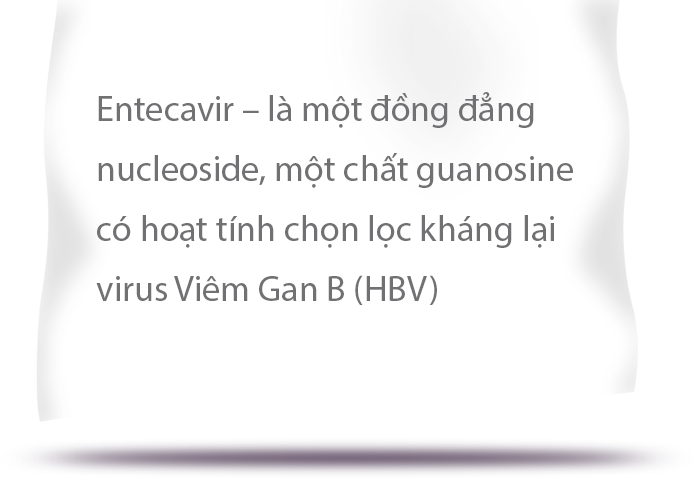 Entecavir – là một đồng đẳng
nucleoside, một chất guanosine
có hoạt tính chọn lọc kháng lại
virus Viêm Gan B (HBV)